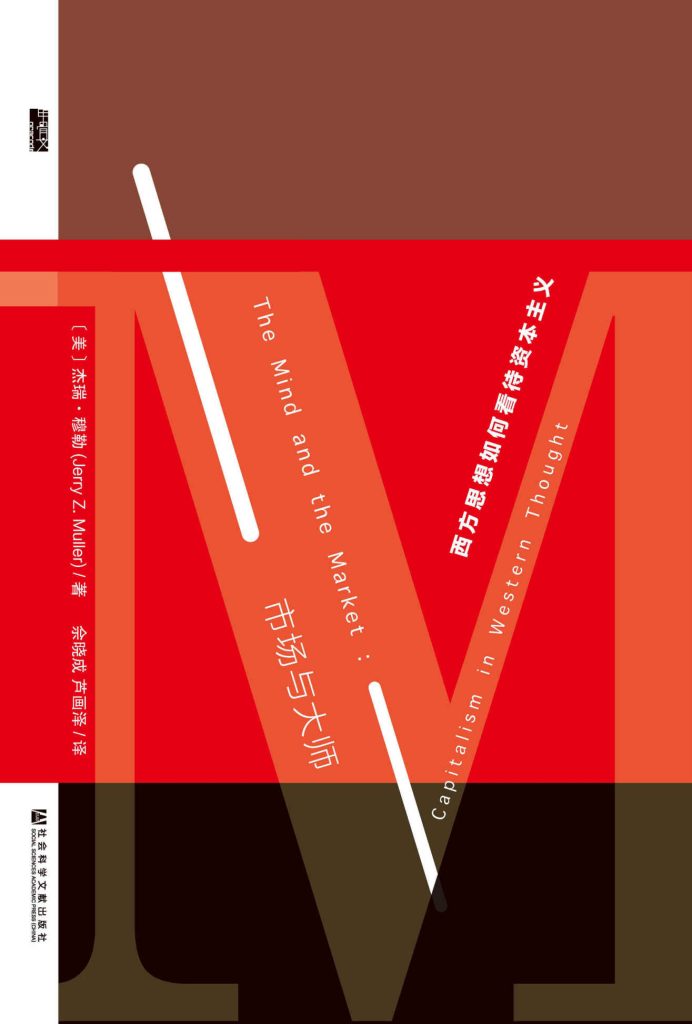 The Mind and the Market :
Capitalism in Western Thought
市场与大师
西方思想如何看待资本主义
〔美〕杰瑞·穆勒 (Jerry Z. Muller) / 著 佘晓成 芦画泽 / 译
社会科学文献出版社
SOCIAL SCIENCES ACADEMIC PRESS (CHINA)